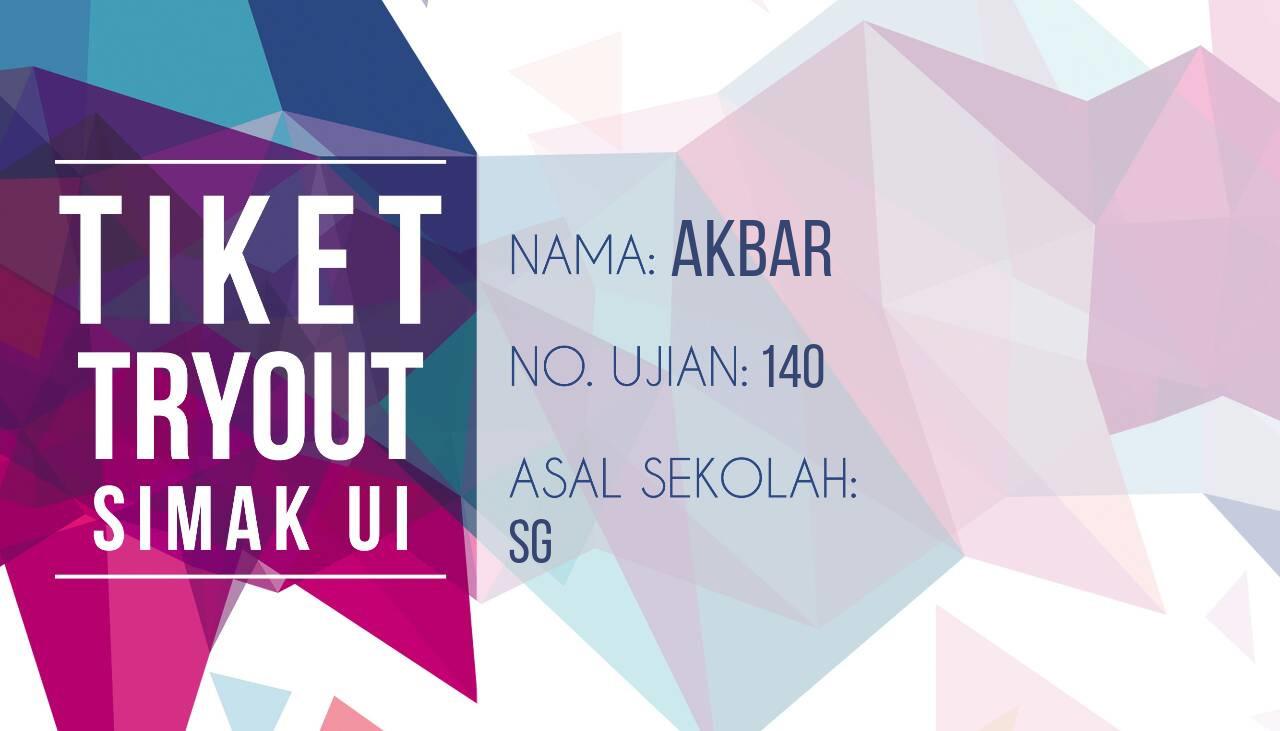 TIKET
TRYOUT
SIMAK UI
NAMA: AKBAR
NO. UJIAN: 140
ASAL SEKOLAH:
SG